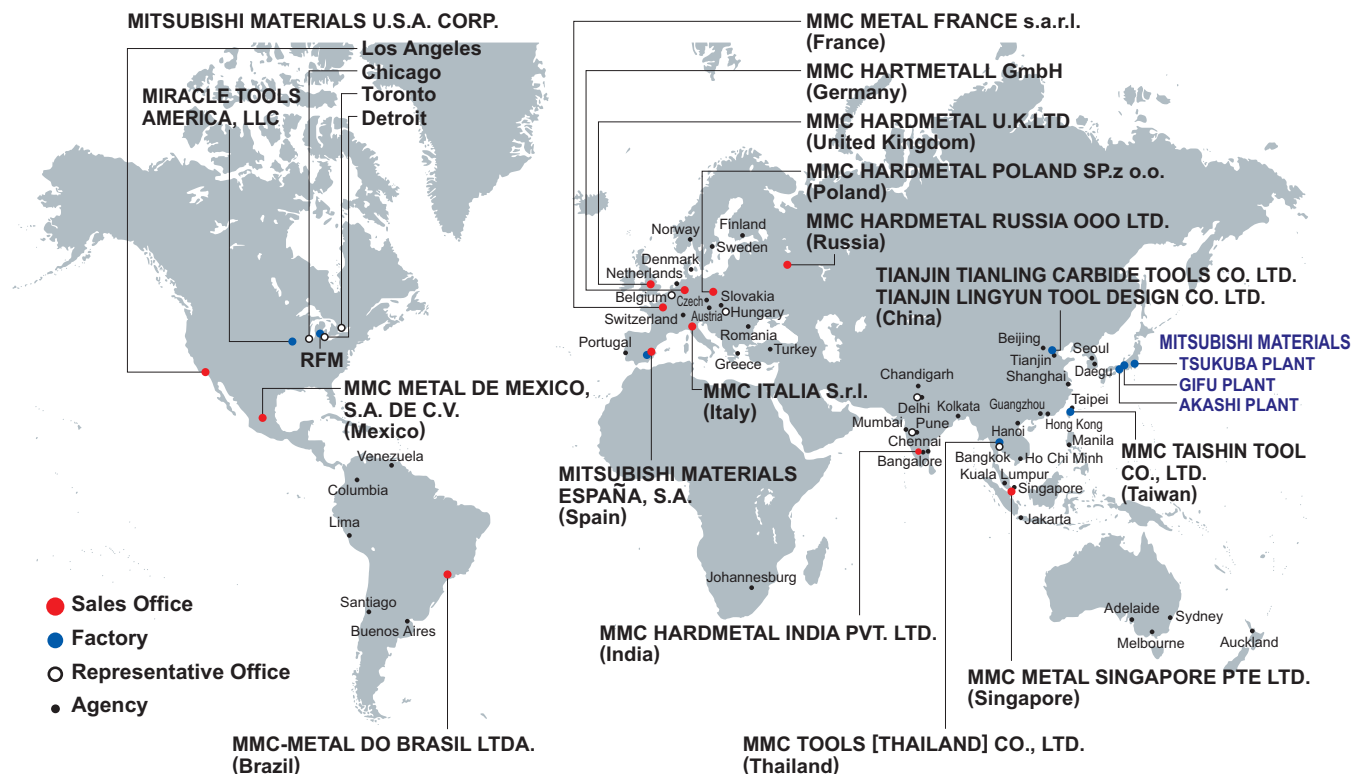 MITSUBISHI MATERIALS U.S.A. CORP.
Los Angeles
Chicago
Toronto
Detroit
MIRACLE TOOLS
AMERICA, LLC
RFM
MMC METAL DE MEXICO,
S.A. DE C.V.
(Mexico)
Venezuela
Columbia
Lima
Santiago
Buenos Aires
MMC-METAL DO BRASIL LTDA.
(Brazil)
Sales Office
Factory
Representative Office
Agency
MMC METAL FRANCE s.a.r.l.
(France)
MMC HARTMETALL GmbH
(Germany)
MMC HARDMETAL U.K.LTD
(United Kingdom)
MMC HARDMETAL POLAND SP.z o.o.
(Poland)
MMC HARDMETAL RUSSIA OOO LTD.
(Russia)
Norway
Finland
Sweden
Denmark
Netherlands
Belgium
Czech
Slovakia
Hungary
Switzerland
Austria
Romania
Portugal
Turkey
Greece
MMC ITALIA S.r.l.
(Italy)
MITSUBISHI MATERIALS
ESPAÑA, S.A.
(Spain)
Johannesburg
TIANJIN TIANLING CARBIDE TOOLS CO. LTD.
TIANJIN LINGYUN TOOL DESIGN CO. LTD.
(China)
Beijing
Tianjin
Seoul
Daegu
Shanghai
MITSUBISHI MATERIALS
TSUKUBA PLANT
GIFU PLANT
AKASHI PLANT
Chandigarh
Delhi
Kolkata
Mumbai
Pune
Chennai
Bangalore
Guangzhou
Taipei
Hong Kong
Hanoi
Manila
Bangkok
Ho Chi Minh
Kuala Lumpur
Singapore
Jakarta
MMC TAISHIN TOOL
CO., LTD.
(Taiwan)
MMC HARDMETAL INDIA PVT. LTD.
(India)
Adelaide
Sydney
Melbourne
Auckland
MMC METAL SINGAPORE PTE LTD.
(Singapore)
MMC TOOLS [THAILAND] CO., LTD.
(Thailand)